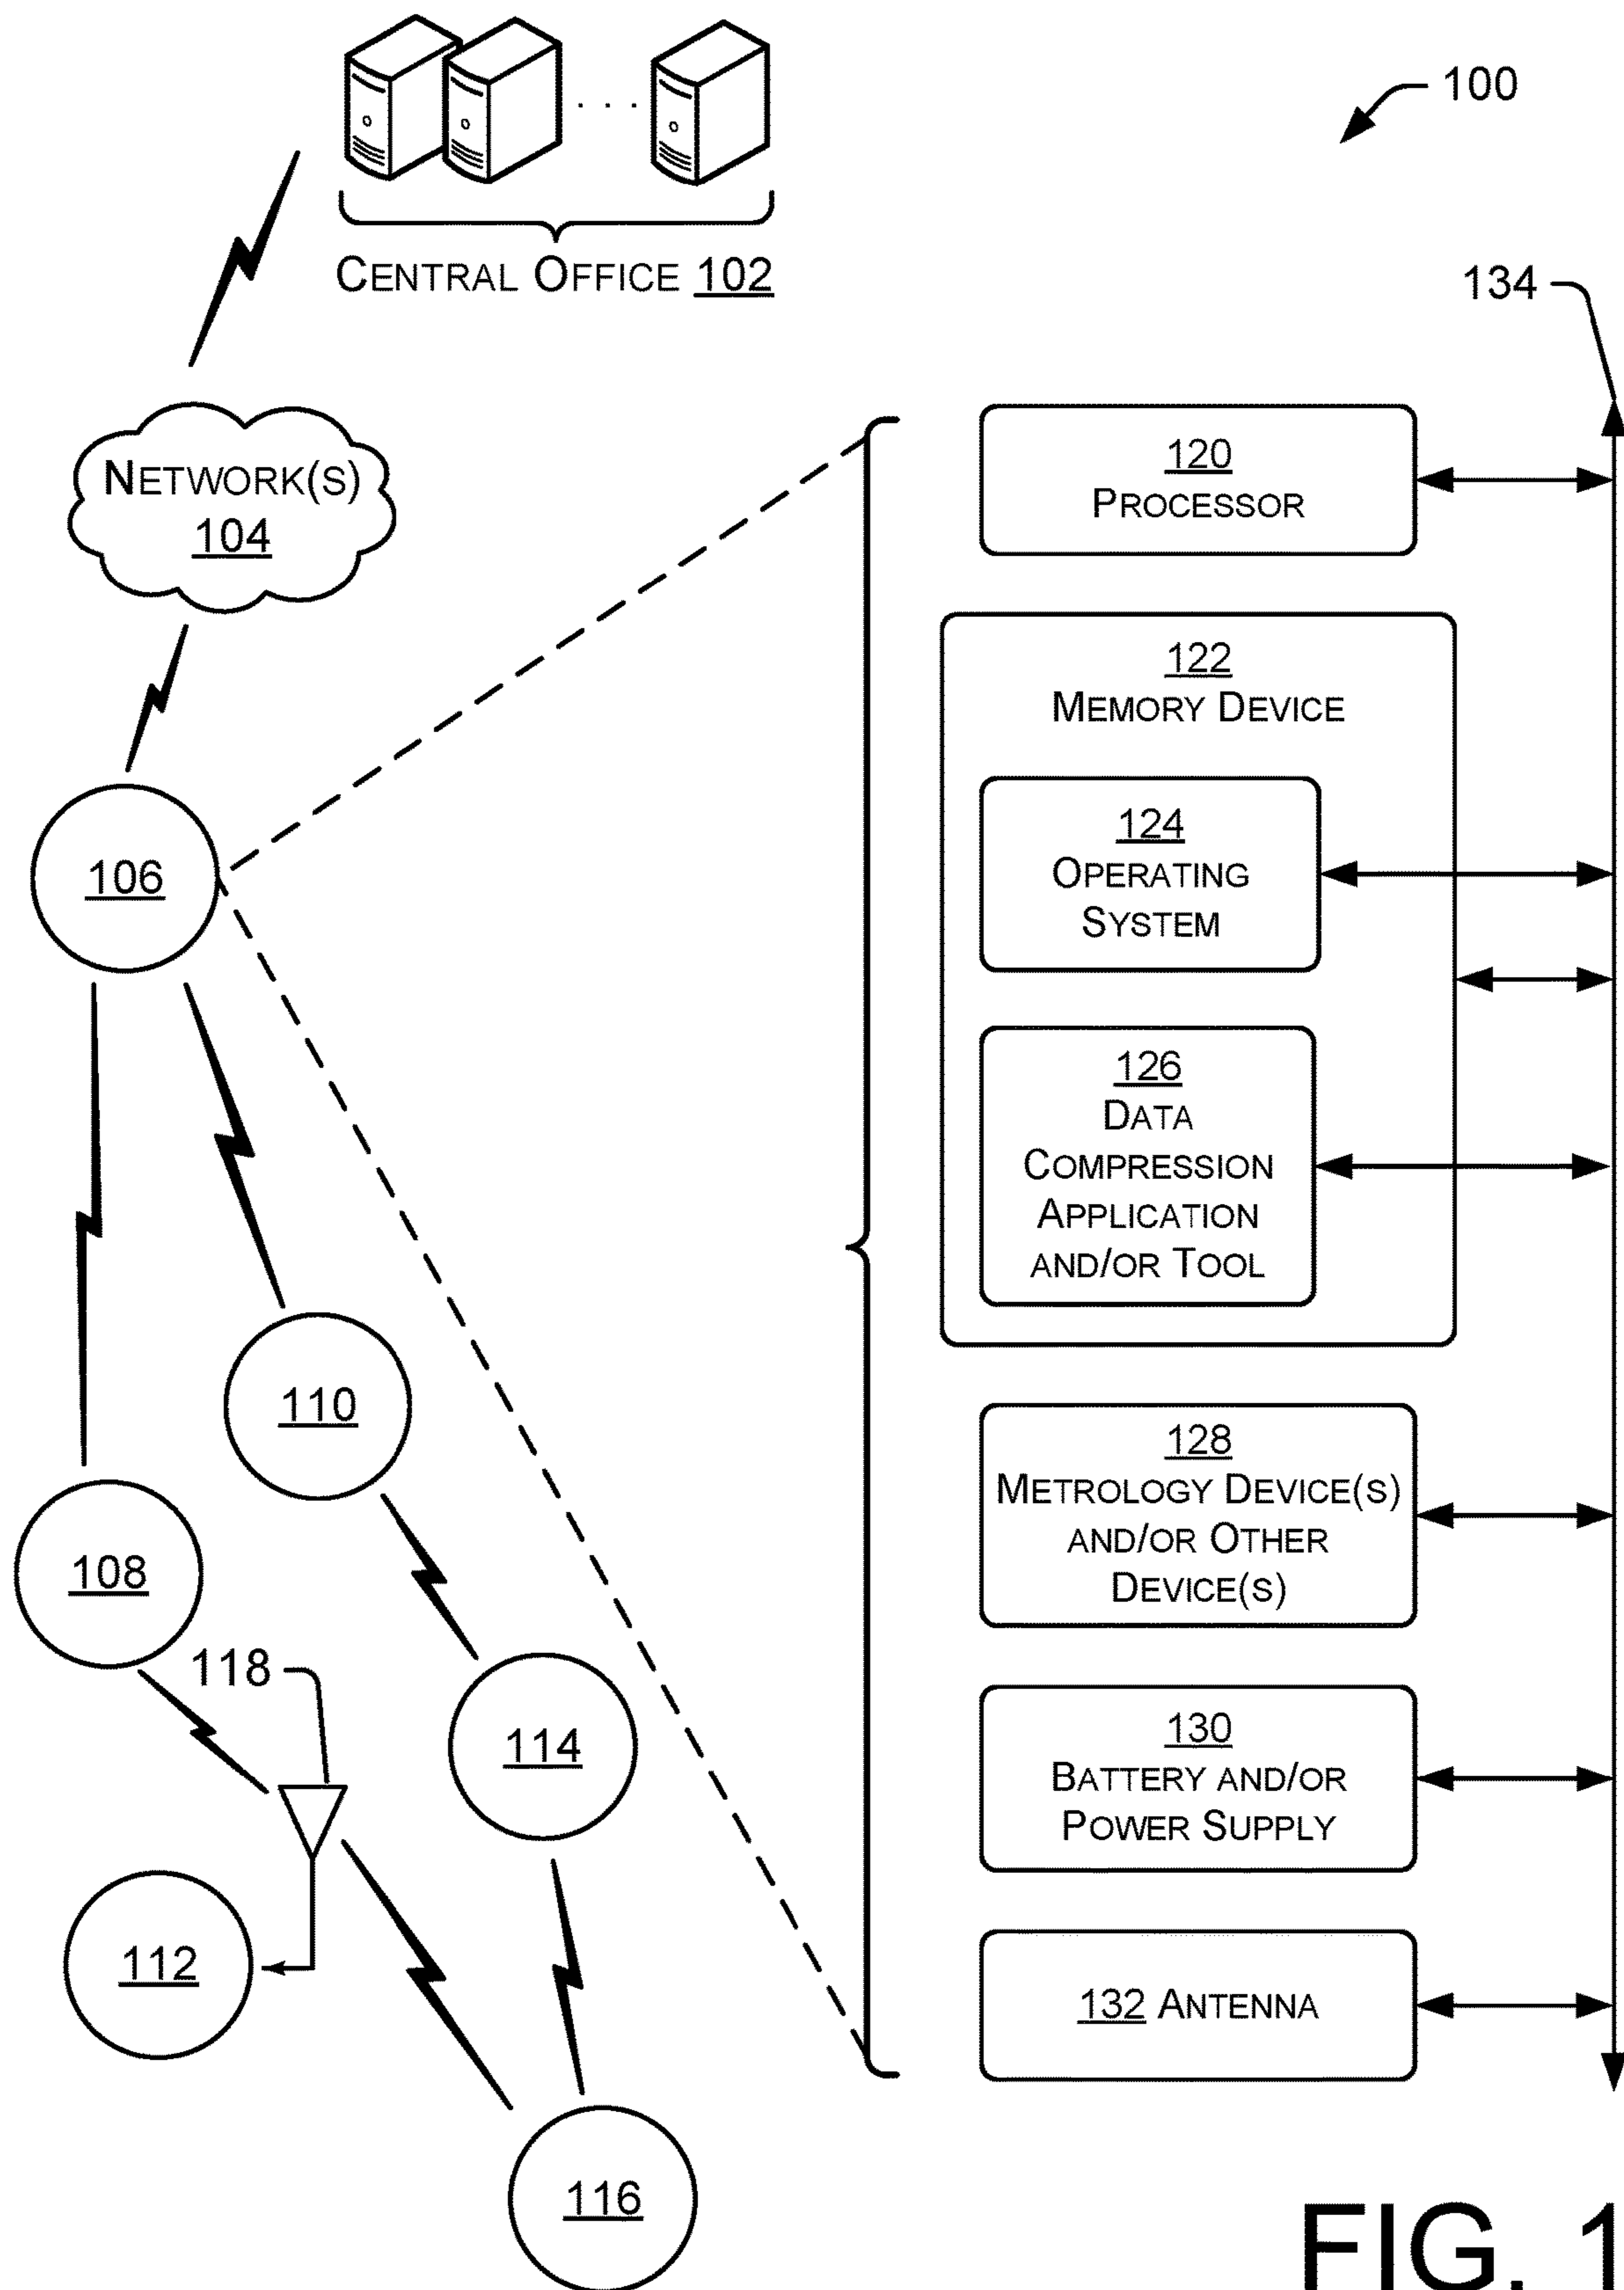 100
CENTRAL OFFICE 102
134
NETWORK(S)
104
120
PROCESSOR
122
MEMORY DEVICE
124
OPERATING
SYSTEM
106
126
DATA
COMPRESSION
APPLICATION
AND/OR TOOL
110
128
METROLOGY DEVICE(S)
AND/OR OTHER
DEVICE(S)
108
118
114
130
BATTERY AND/OR
POWER SUPPLY
112
132 ANTENNA
116
FIG. 1